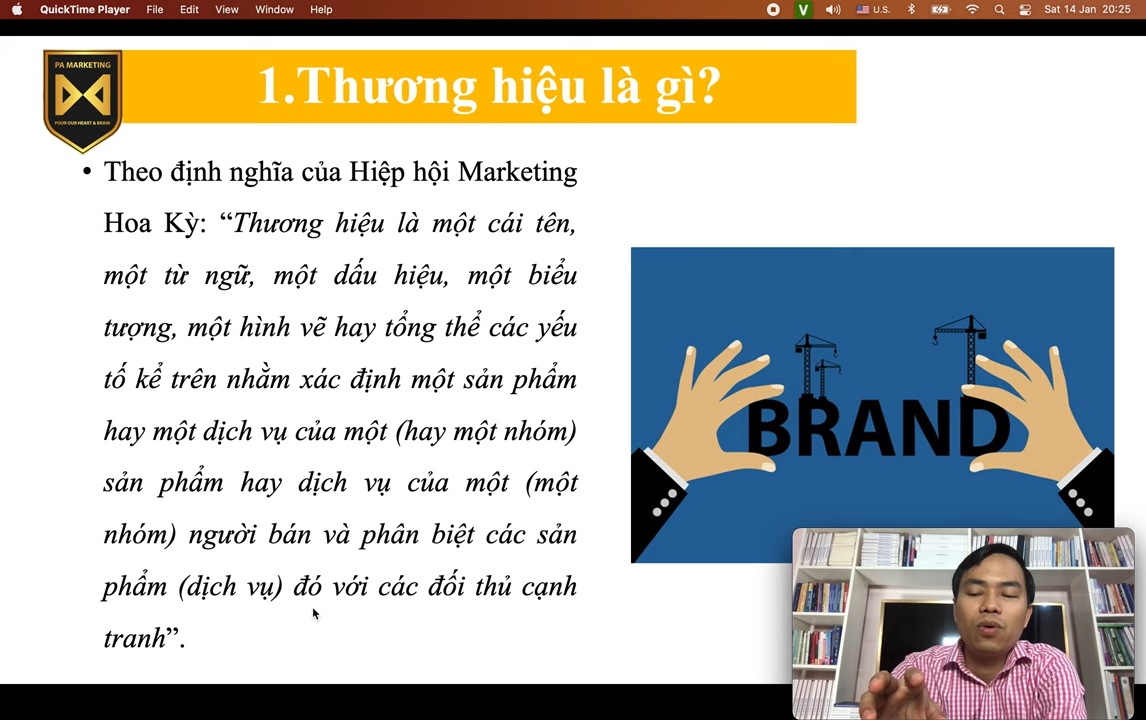 QuickTime Player File Edit View Window Help V U.S. Sat 14 Jan 20:25
PA MARKETING
POUR OUR HEART & BRAIN
1.Thương hiệu là gì?
• Theo định nghĩa của Hiệp hội Marketing
Hoa Kỳ: “Thương hiệu là một cái tên,
một từ ngữ, một dấu hiệu, một biểu
tượng, một hình vẽ hay tổng thể các yếu
tố kể trên nhằm xác định một sản phẩm
hay một dịch vụ của một (hay một nhóm)
sản phẩm hay dịch vụ của một (một
nhóm) người bán và phân biệt các sản
phẩm (dịch vụ) đó với các đối thủ cạnh
tranh”.
BRAND